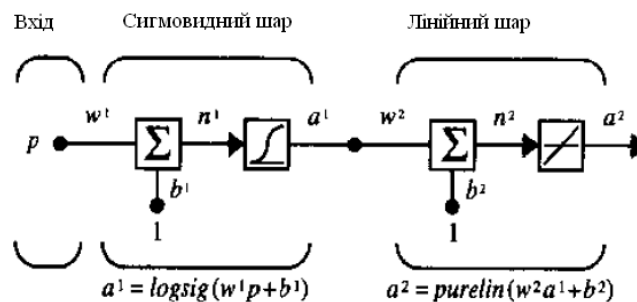 Вхід Сигмовидний шар Лінійний шар
w¹ n¹ a¹ w² n² a²
p Σ Σ
b¹ b²
1 1
a¹ = logsig(w¹p+b¹) a² = purelin(w²a¹+b²)